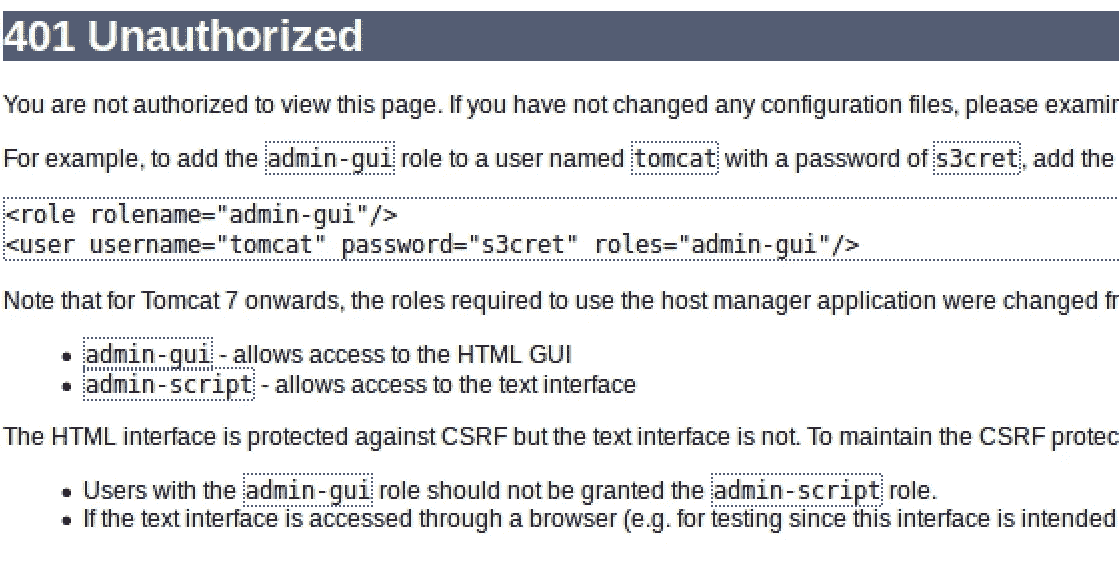 401 Unauthorized
You are not authorized to view this page. If you have not changed any configuration files, please
For example, to add the admin-gui role to a user named tomcat with a password of s3cret, add the
<role rolename="admin-gui"/>
<user username="tomcat" password="s3cret" roles="admin-gui"/>
Note that for Tomcat 7 onwards, the roles required to use the host manager application were changed
• admin-gui - allows access to the HTML GUI
• admin-script - allows access to the text interface
The HTML interface is protected against CSRF but the text interface is not. To maintain the CSRF
• Users with the admin-gui role should not be granted the admin-script role.
• If the text interface is accessed through a browser (e.g. for testing since this interface is intended